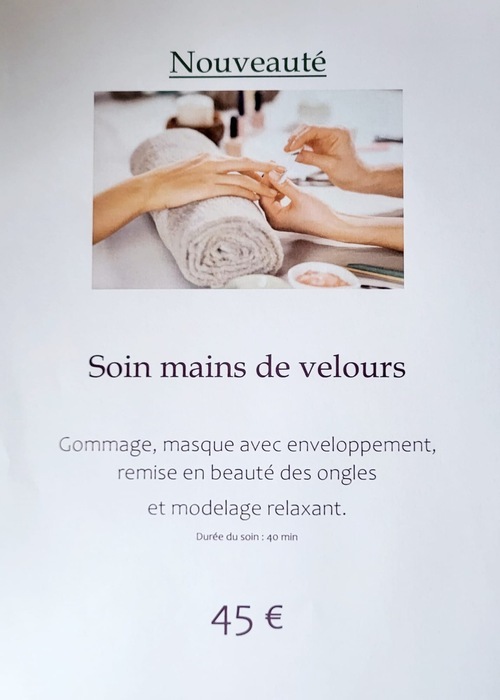 Nouveauté
Soin mains de velours
Gommage, masque avec enveloppement,
remise en beauté des ongles
et modelage relaxant.
Durée du soin : 40 min
45 €